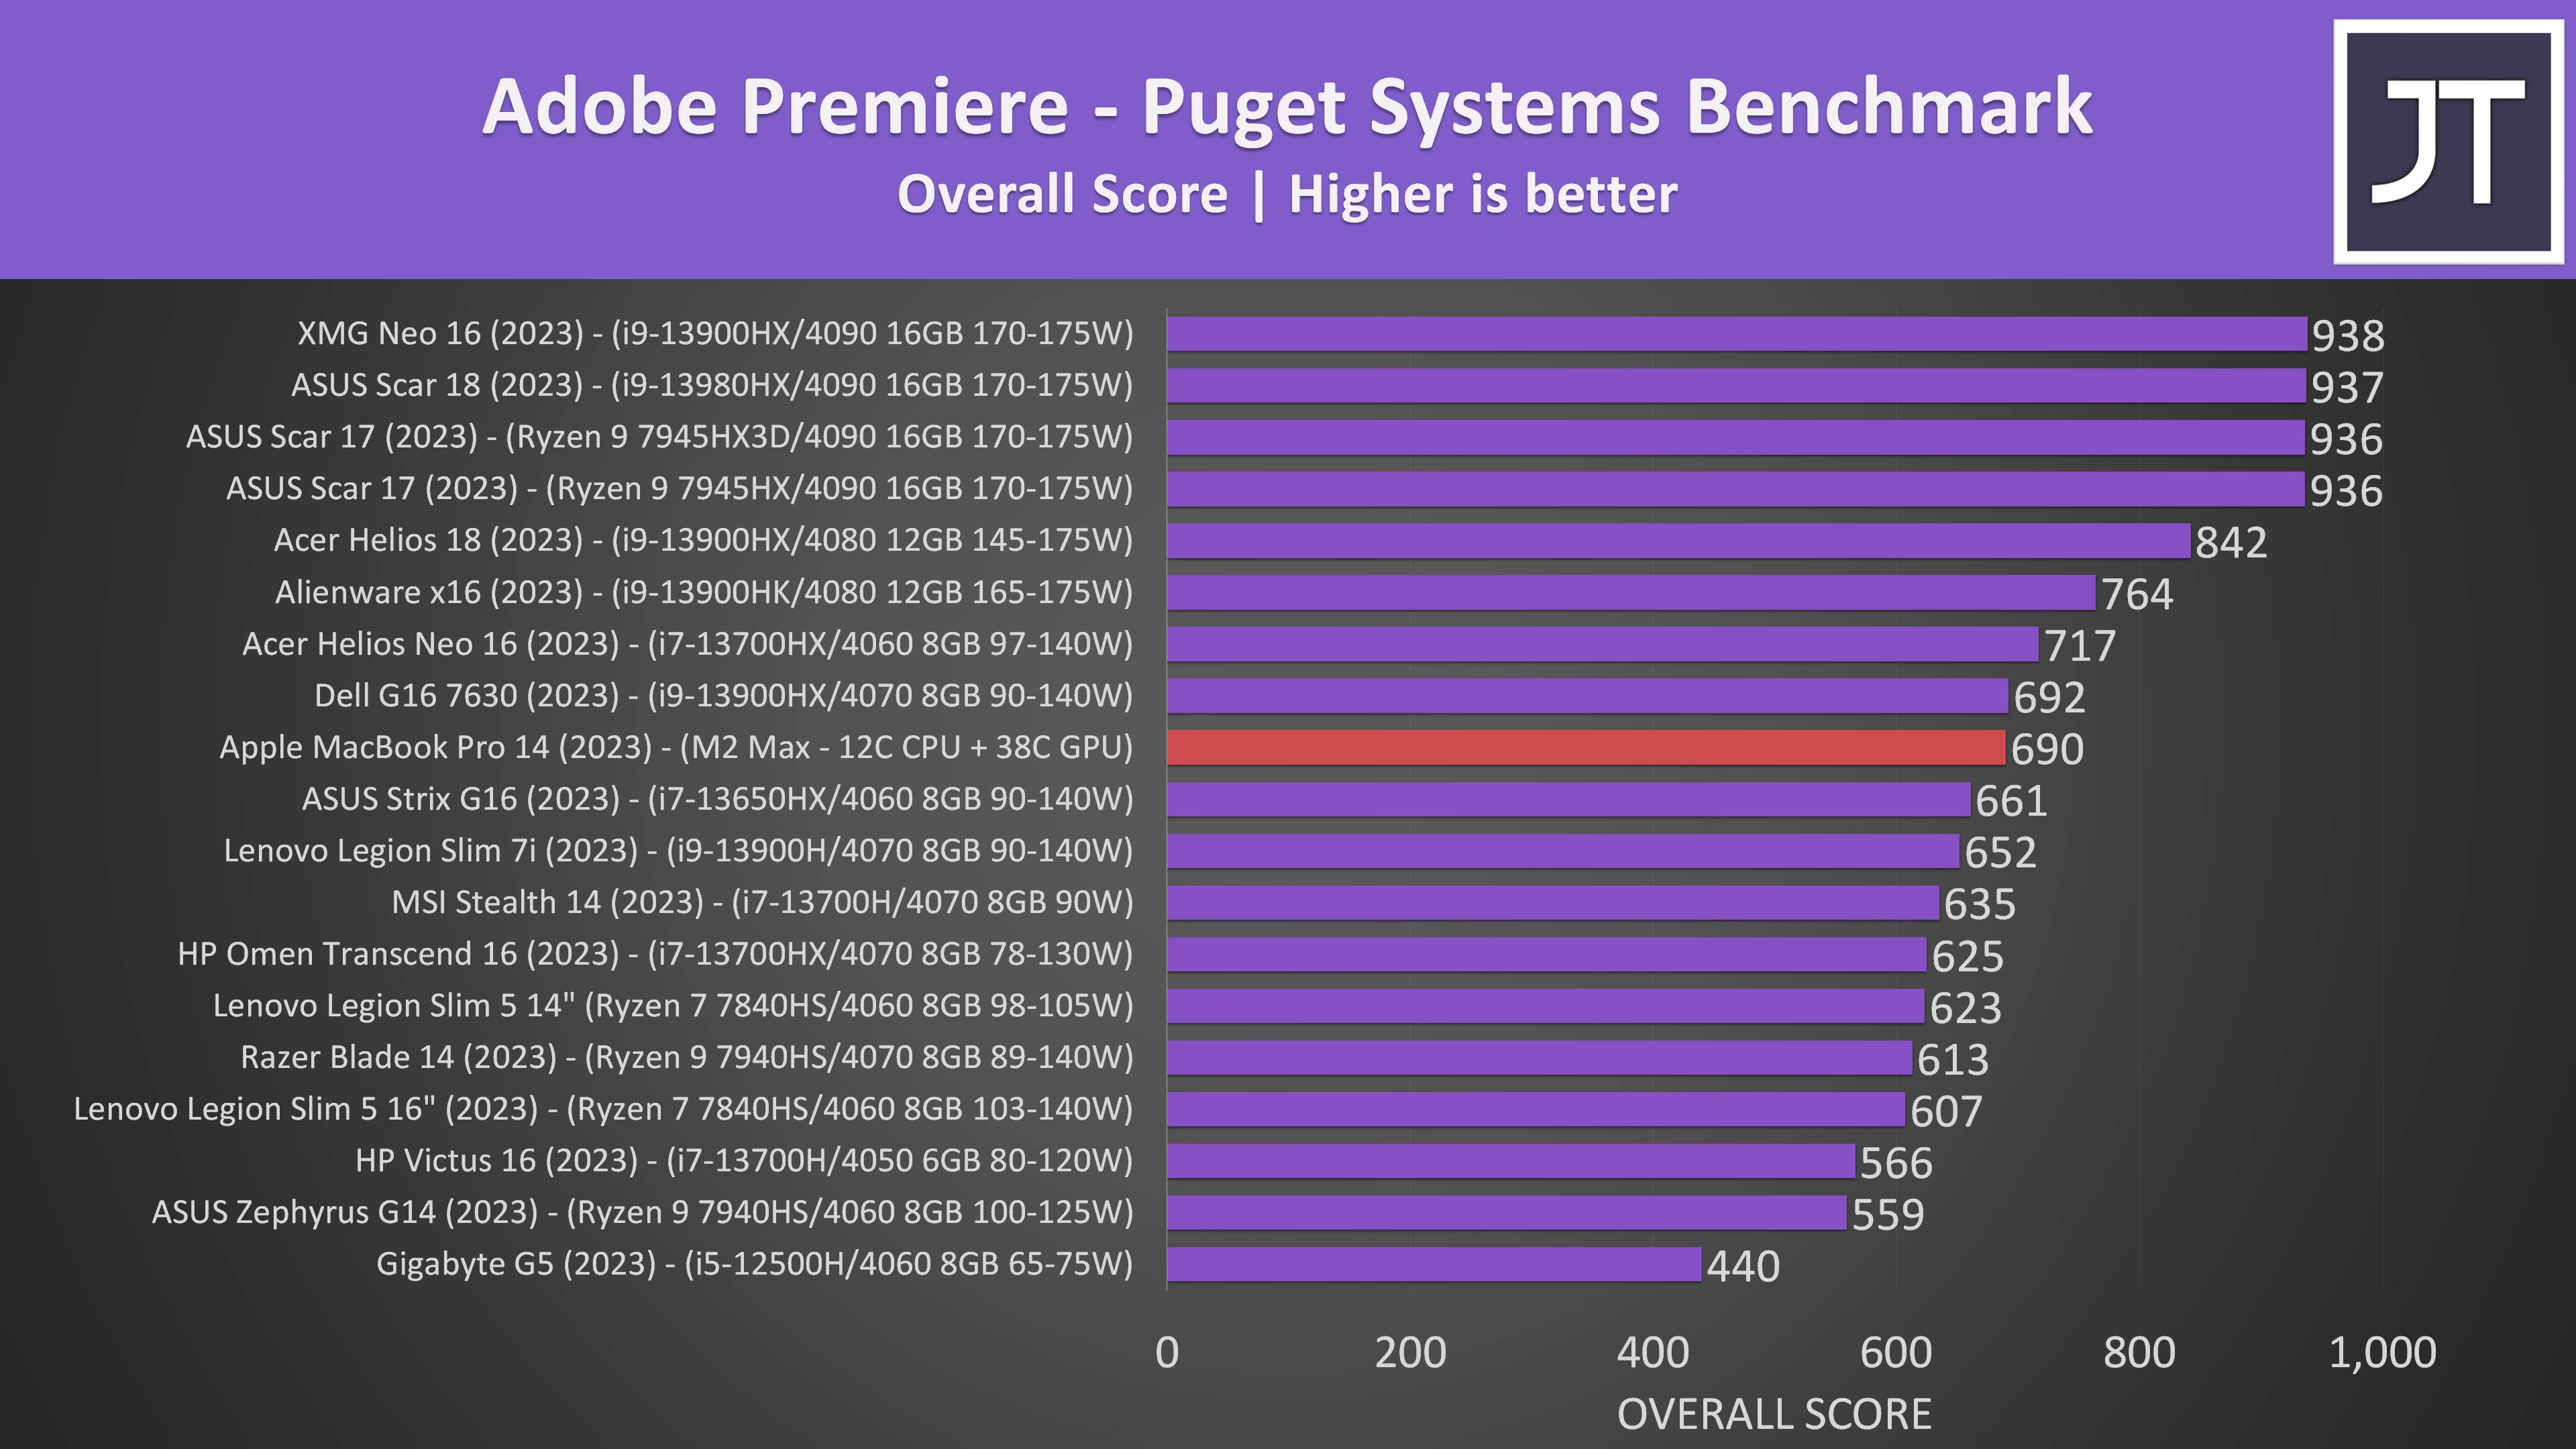 Adobe Premiere - Puget Systems Benchmark
Overall Score | Higher is better
JT
XMG Neo 16 (2023) - (i9-13900HX/4090 16GB 170-175W) 938
ASUS Scar 18 (2023) - (i9-13980HX/4090 16GB 170-175W) 937
ASUS Scar 17 (2023) - (Ryzen 9 7945HX3D/4090 16GB 170-175W) 936
ASUS Scar 17 (2023) - (Ryzen 9 7945HX/4090 16GB 170-175W) 936
Acer Helios 18 (2023) - (i9-13900HX/4080 12GB 145-175W) 842
Alienware x16 (2023) - (i9-13900HK/4080 12GB 165-175W) 764
Acer Helios Neo 16 (2023) - (i7-13700HX/4060 8GB 97-140W) 717
Dell G16 7630 (2023) - (i9-13900HX/4070 8GB 90-140W) 692
Apple MacBook Pro 14 (2023) - (M2 Max - 12C CPU + 38C GPU) 690
ASUS Strix G16 (2023) - (i7-13650HX/4060 8GB 90-140W) 661
Lenovo Legion Slim 7i (2023) - (i9-13900H/4070 8GB 90-140W) 652
MSI Stealth 14 (2023) - (i7-13700H/4070 8GB 90W) 635
HP Omen Transcend 16 (2023) - (i7-13700HX/4070 8GB 78-130W) 625
Lenovo Legion Slim 5 14" (Ryzen 7 7840HS/4060 8GB 98-105W) 623
Razer Blade 14 (2023) - (Ryzen 9 7940HS/4070 8GB 89-140W) 613
Lenovo Legion Slim 5 16" (2023) - (Ryzen 7 7840HS/4060 8GB 103-140W) 607
HP Victus 16 (2023) - (i7-13700H/4050 6GB 80-120W) 566
ASUS Zephyrus G14 (2023) - (Ryzen 9 7940HS/4060 8GB 100-125W) 559
Gigabyte G5 (2023) - (i5-12500H/4060 8GB 65-75W) 440
0 200 400 600 800 1,000
OVERALL SCORE